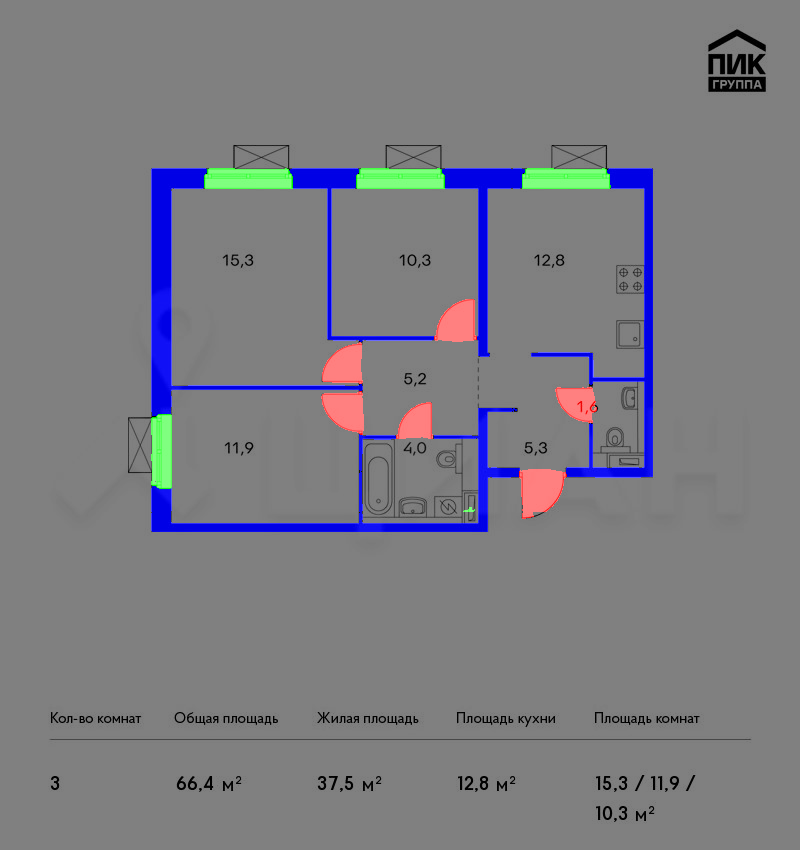 ПИК
ГРУППА
15,3
10,3
12,8
5,2
1,6
11,9
4,0
5,3
ЦИАН
Кол-во комнат Общая площадь Жилая площадь Площадь кухни Площадь комнат
3 66,4 м² 37,5 м² 12,8 м² 15,3 / 11,9 /
10,3 м²